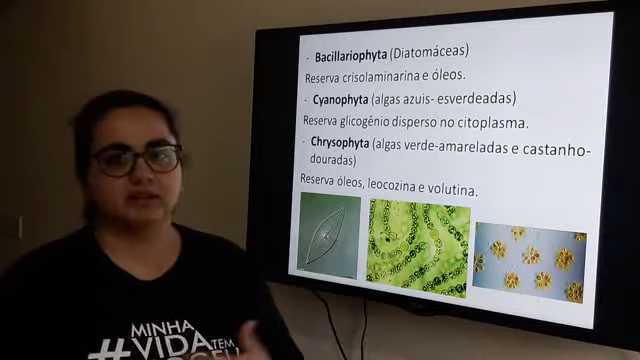 - Bacillariophyta (Diatomáceas)
Reserva crisolaminarina e óleos.
- Cyanophyta (algas azuis- esverdeadas)
Reserva glicogênio disperso no citoplasma.
- Chrysophyta (algas verde-amareladas e castanho-
douradas)
Reserva óleos, leocozina e volutina.
MINHA
#VIDA TEM